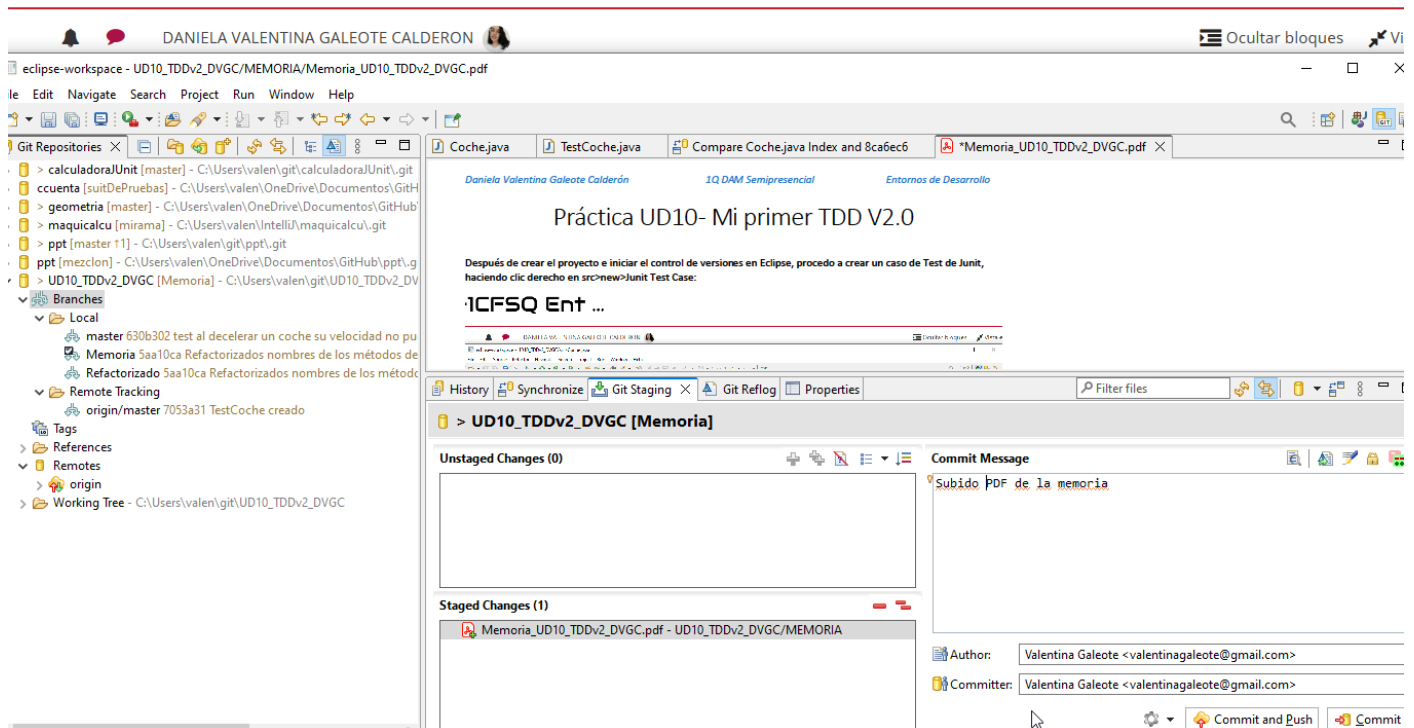 DANIELA VALENTINA GALEOTE CALDERON
Ocultar bloques
Vi
eclipse-workspace - UD10_TDDv2_DVGC/MEMORIA/Memoria_UD10_TDDv2_DVGC.pdf
le Edit Navigate Search Project Run Window Help
Git Repositories
> calculadoraJUnit [master] - C:\Users\valen\git\calculadoraJUnit\.git
ccuenta [suitDePruebas] - C:\Users\valen\OneDrive\Documentos\GitH
> geometria [master] - C:\Users\valen\OneDrive\Documentos\GitHub
> maquicalcu [mirama] - C:\Users\valen\IntelliJ\maquicalcu\.git
> ppt [master ↑1] - C:\Users\valen\git\ppt\.git
ppt [mezclon] - C:\Users\valen\OneDrive\Documentos\GitHub\ppt\.g
> UD10_TDDv2_DVGC [Memoria] - C:\Users\valen\git\UD10_TDDv2_DV
Branches
Local
master 630b302 test al decelerar un coche su velocidad no pu
Memoria 5aa10ca Refactorizados nombres de los métodos de
Refactorizado 5aa10ca Refactorizados nombres de los método
Remote Tracking
origin/master 7053a31 TestCoche creado
Tags
References
Remotes
origin
Working Tree - C:\Users\valen\git\UD10_TDDv2_DVGC
Coche.java
TestCoche.java
Compare Coche.java Index and 8ca6ec6
*Memoria_UD10_TDDv2_DVGC.pdf
Daniela Valentina Galeote Calderón
1Q DAM Semipresencial
Entornos de Desarrollo
Práctica UD10- Mi primer TDD V2.0
Después de crear el proyecto e iniciar el control de versiones en Eclipse, procedo a crear un caso de Test de Junit,
haciendo clic derecho en src>new>Junit Test Case:
1CFSQ Ent ...
DANIELA VALENTINA GALEOTE CALDERON
Ocultar bloques
History
Synchronize
Git Staging
Git Reflog
Properties
Filter files
> UD10_TDDv2_DVGC [Memoria]
Unstaged Changes (0)
Commit Message
Subido PDF de la memoria
Staged Changes (1)
Memoria_UD10_TDDv2_DVGC.pdf - UD10_TDDv2_DVGC/MEMORIA
Author:
Valentina Galeote <valentinagaleote@gmail.com>
Committer:
Valentina Galeote <valentinagaleote@gmail.com>
Commit and Push
Commit